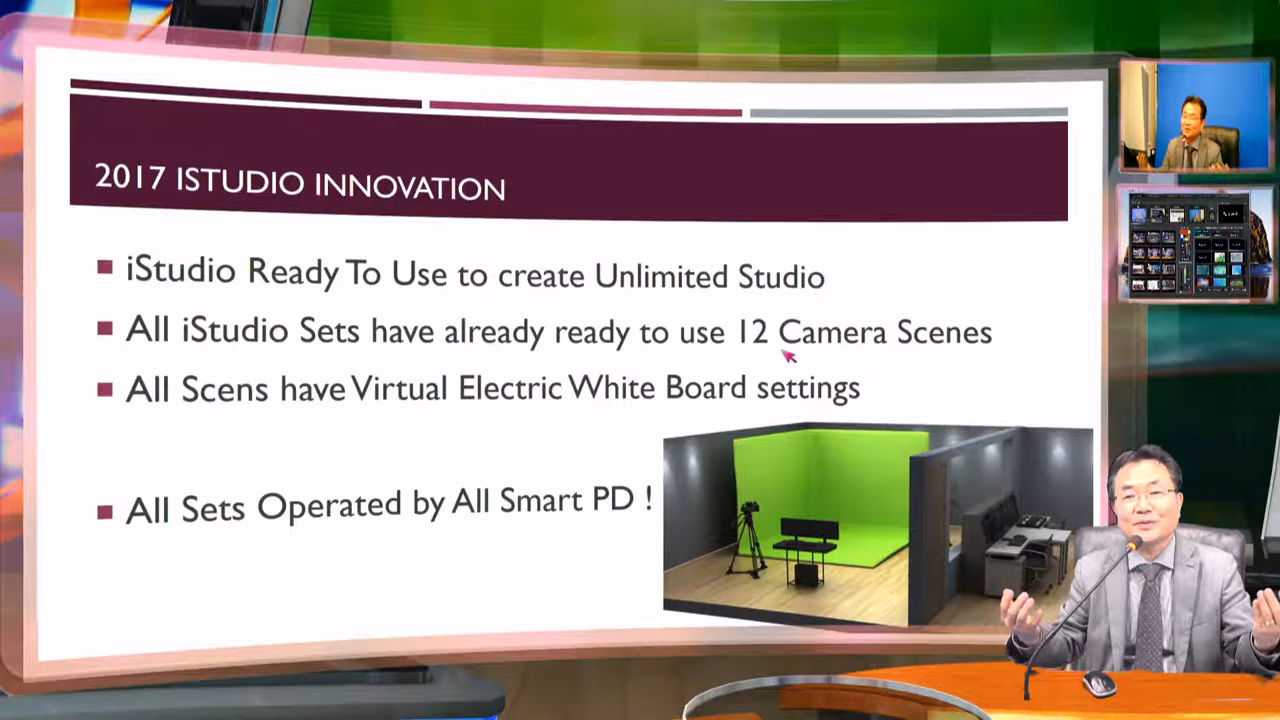 2017 ISTUDIO INNOVATION
iStudio Ready To Use to create Unlimited Studio
All iStudio Sets have already ready to use 12 Camera Scenes
All Scens have Virtual Electric White Board settings
All Sets Operated by All Smart PD !